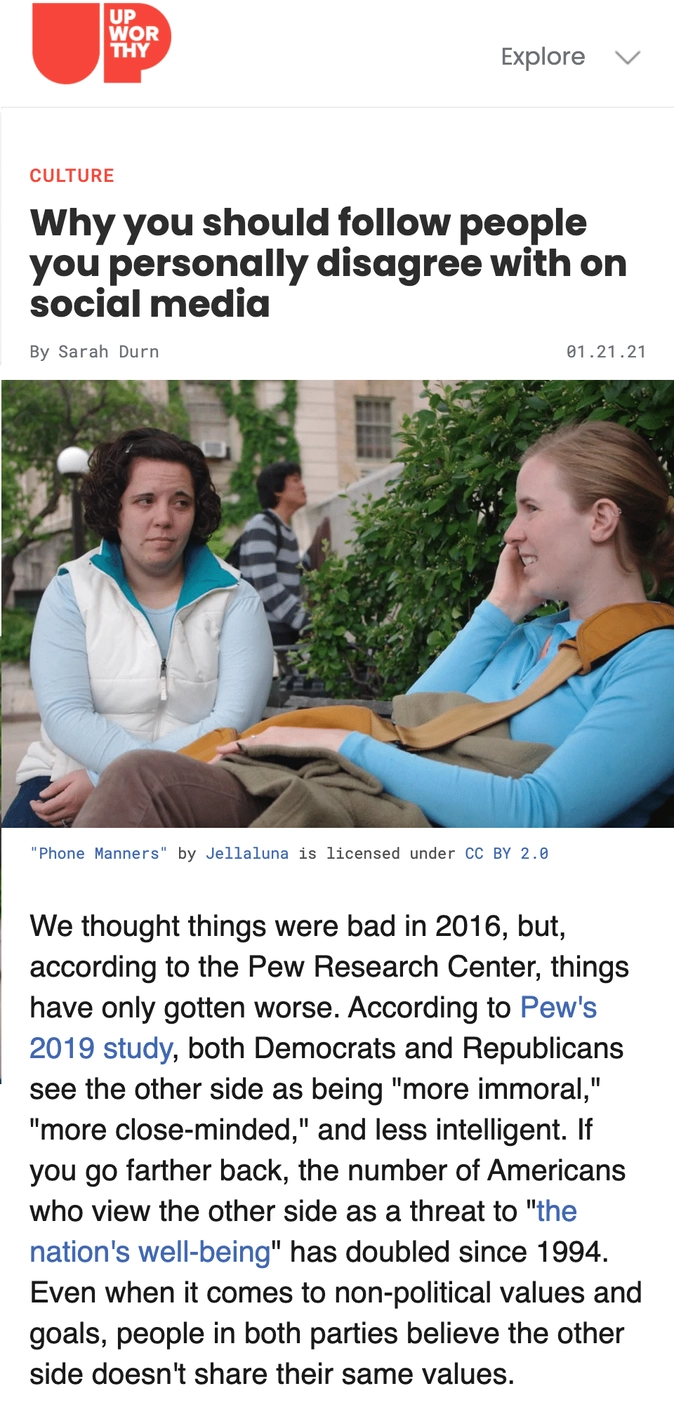 UP
WOR
THY
Explore
CULTURE
Why you should follow people
you personally disagree with on
social media
By Sarah Durn
01.21.21
"Phone Manners" by Jellaluna is licensed under CC BY 2.0
We thought things were bad in 2016, but,
according to the Pew Research Center, things
have only gotten worse. According to Pew's
2019 study, both Democrats and Republicans
see the other side as being "more immoral,"
"more close-minded," and less intelligent. If
you go farther back, the number of Americans
who view the other side as a threat to "the
nation's well-being" has doubled since 1994.
Even when it comes to non-political values and
goals, people in both parties believe the other
side doesn't share their same values.